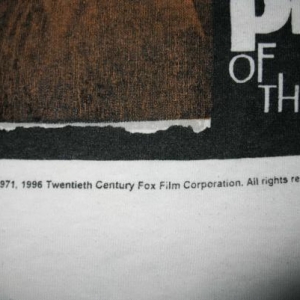 OF
TH
971, 1996 Twentieth Century Fox Film Corporation. All rights re